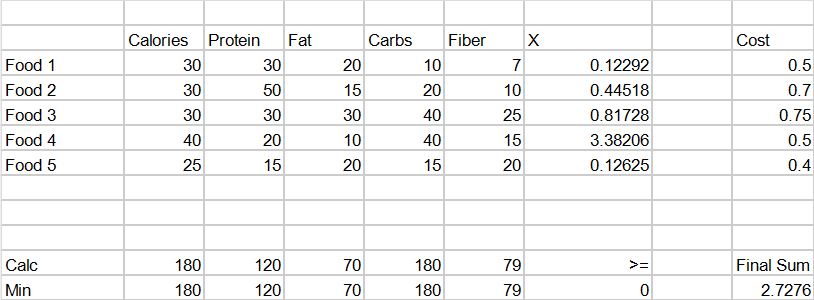 Calories Protein Fat Carbs Fiber X Cost
Food 1 30 30 20 10 7 0.12292 0.5
Food 2 30 50 15 20 10 0.44518 0.7
Food 3 30 30 30 40 25 0.81728 0.75
Food 4 40 20 10 40 15 3.38206 0.5
Food 5 25 15 20 15 20 0.12625 0.4
Calc 180 120 70 180 79 >= Final Sum
Min 180 120 70 180 79 0 2.7276